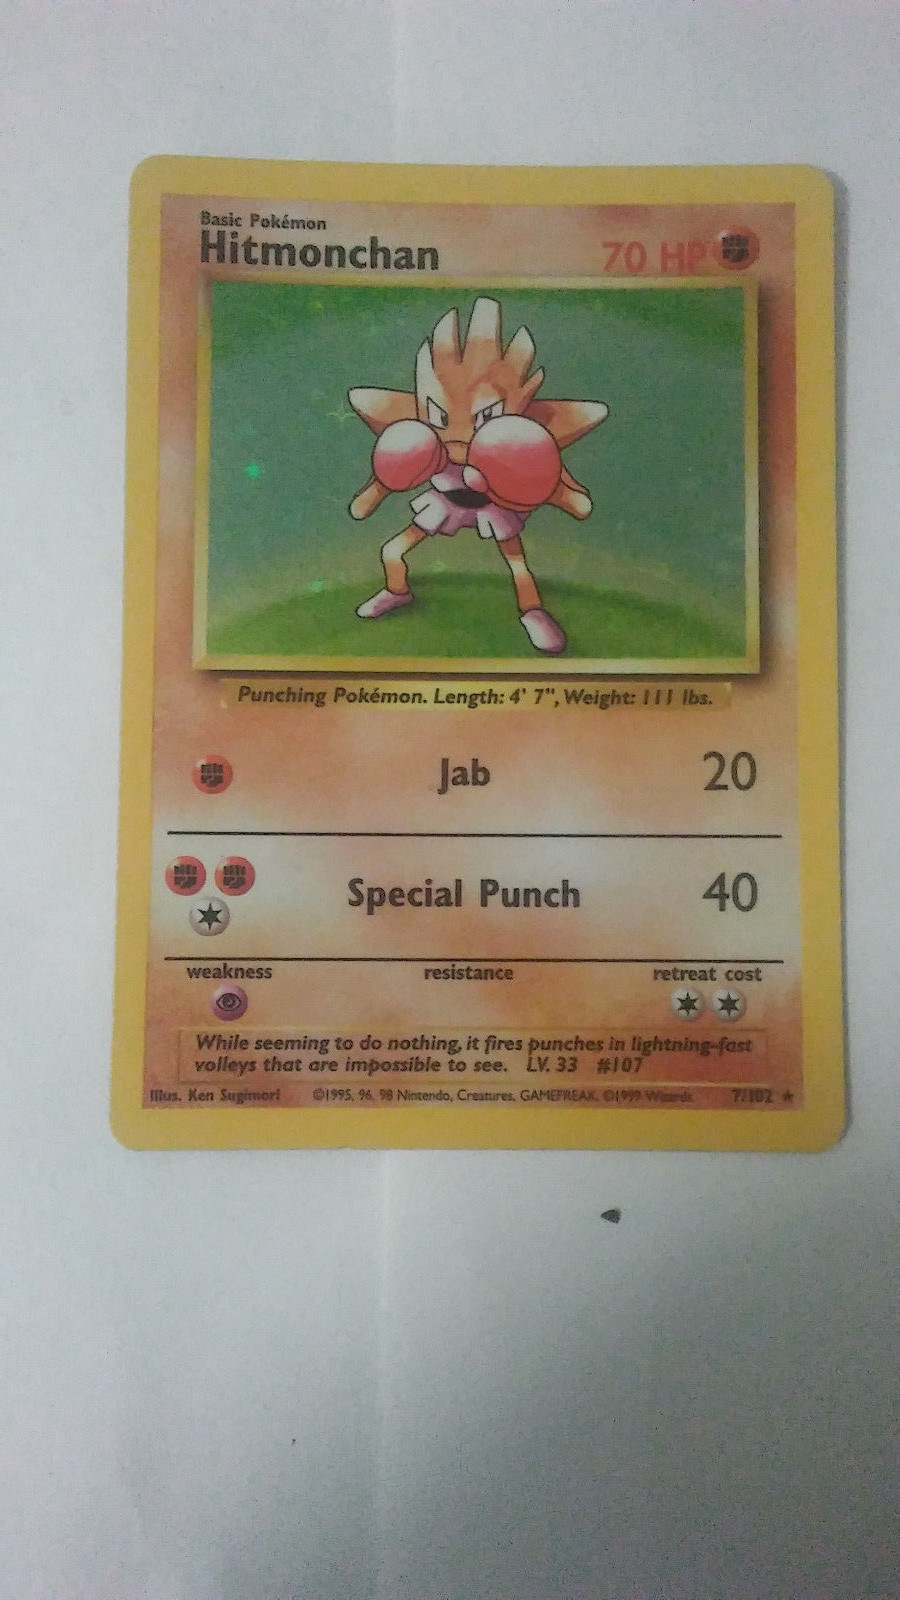 Basic Pokémon
Hitmonchan
70 HP
Punching Pokémon. Length: 4' 7", Weight: 111 lbs.
Jab 20
Special Punch 40
weakness resistance retreat cost
While seeming to do nothing, it fires punches in lightning-fast
volleys that are impossible to see. LV. 33 #107
Illus. Ken Sugimori ©1995, 96, 98 Nintendo, Creatures, GAMEFREAK. ©1999 Wizards. 7/102